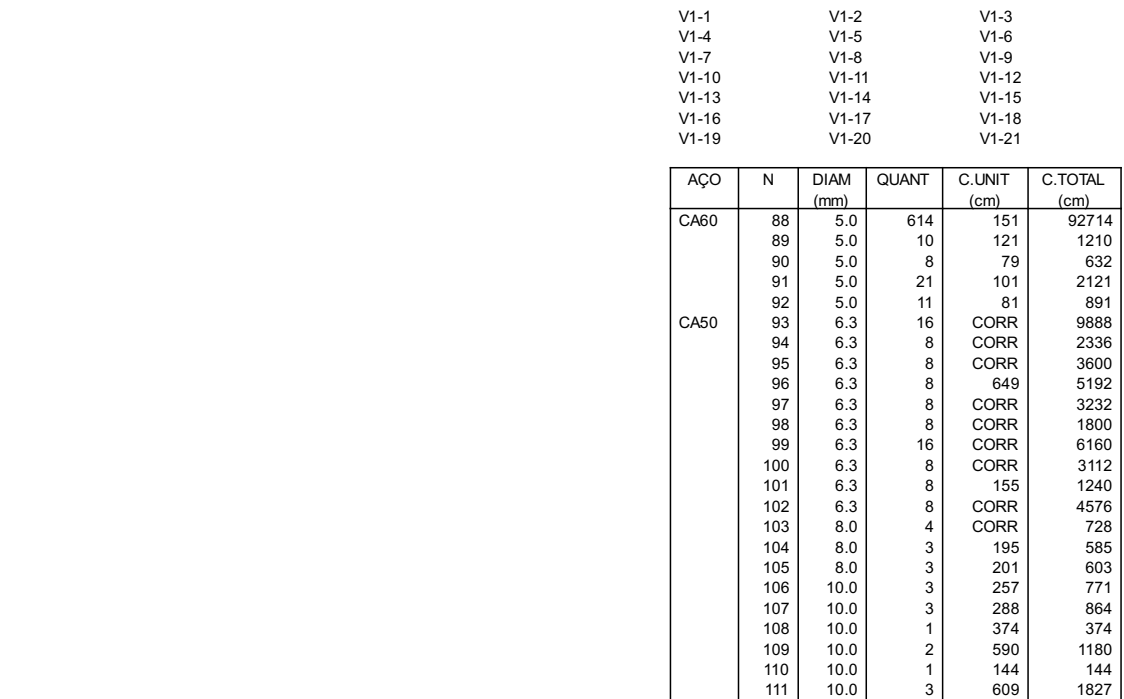 V1-1 V1-2 V1-3
V1-4 V1-5 V1-6
V1-7 V1-8 V1-9
V1-10 V1-11 V1-12
V1-13 V1-14 V1-15
V1-16 V1-17 V1-18
V1-19 V1-20 V1-21
AÇO N DIAM QUANT C.UNIT C.TOTAL
(mm) (cm) (cm)
CA60 88 5.0 614 151 92714
89 5.0 10 121 1210
90 5.0 8 79 632
91 5.0 21 101 2121
92 5.0 11 81 891
CA50 93 6.3 16 CORR 9888
94 6.3 8 CORR 2336
95 6.3 8 CORR 3600
96 6.3 8 649 5192
97 6.3 8 CORR 3232
98 6.3 8 CORR 1800
99 6.3 16 CORR 6160
100 6.3 8 CORR 3112
101 6.3 8 155 1240
102 6.3 8 CORR 4576
103 8.0 4 CORR 728
104 8.0 3 195 585
105 8.0 3 201 603
106 10.0 3 257 771
107 10.0 3 288 864
108 10.0 1 374 374
109 10.0 2 590 1180
110 10.0 1 144 144
111 10.0 3 609 1827